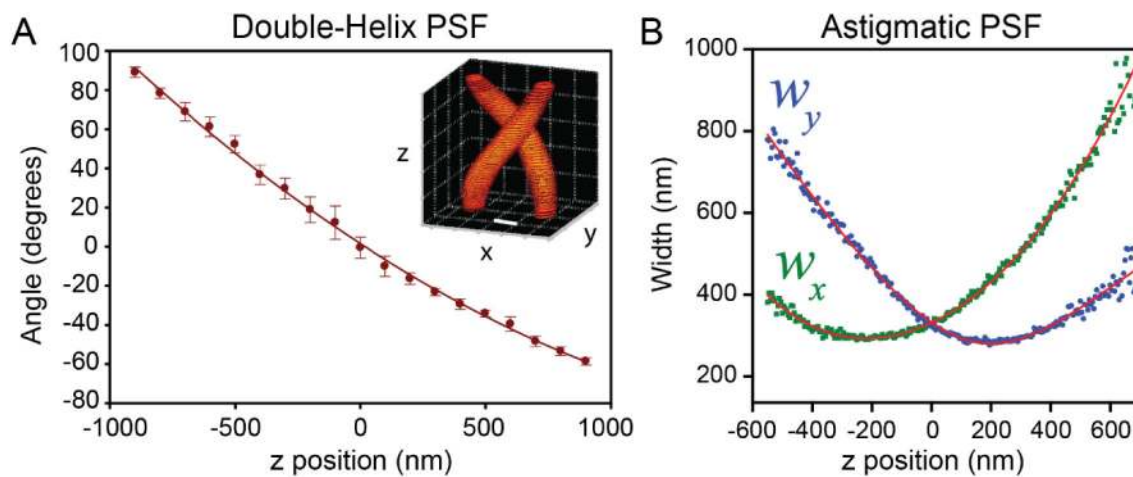 A
Double-Helix PSF
100
80
60
40
20
0
-20
-40
-60
-80
Angle (degrees)
-1000
-500
0
500
1000
z position (nm)
z
x
y
B
Astigmatic PSF
1000
800
600
400
200
Width (nm)
wy
wx
-600
-400
-200
0
200
400
600
z position (nm)